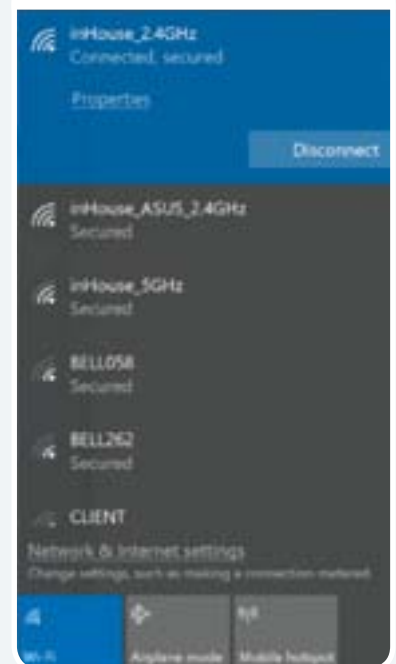 inHouse_2.4GHz
Connected, secured
Properties
Disconnect
inHouse_ASUS_2.4GHz
Secured
inHouse_5GHz
Secured
BELL058
Secured
BELL262
Secured
CLIENT
Network & Internet settings
Change settings, such as making a connection metered.
Wi-Fi
Airplane mode
Mobile hotspot